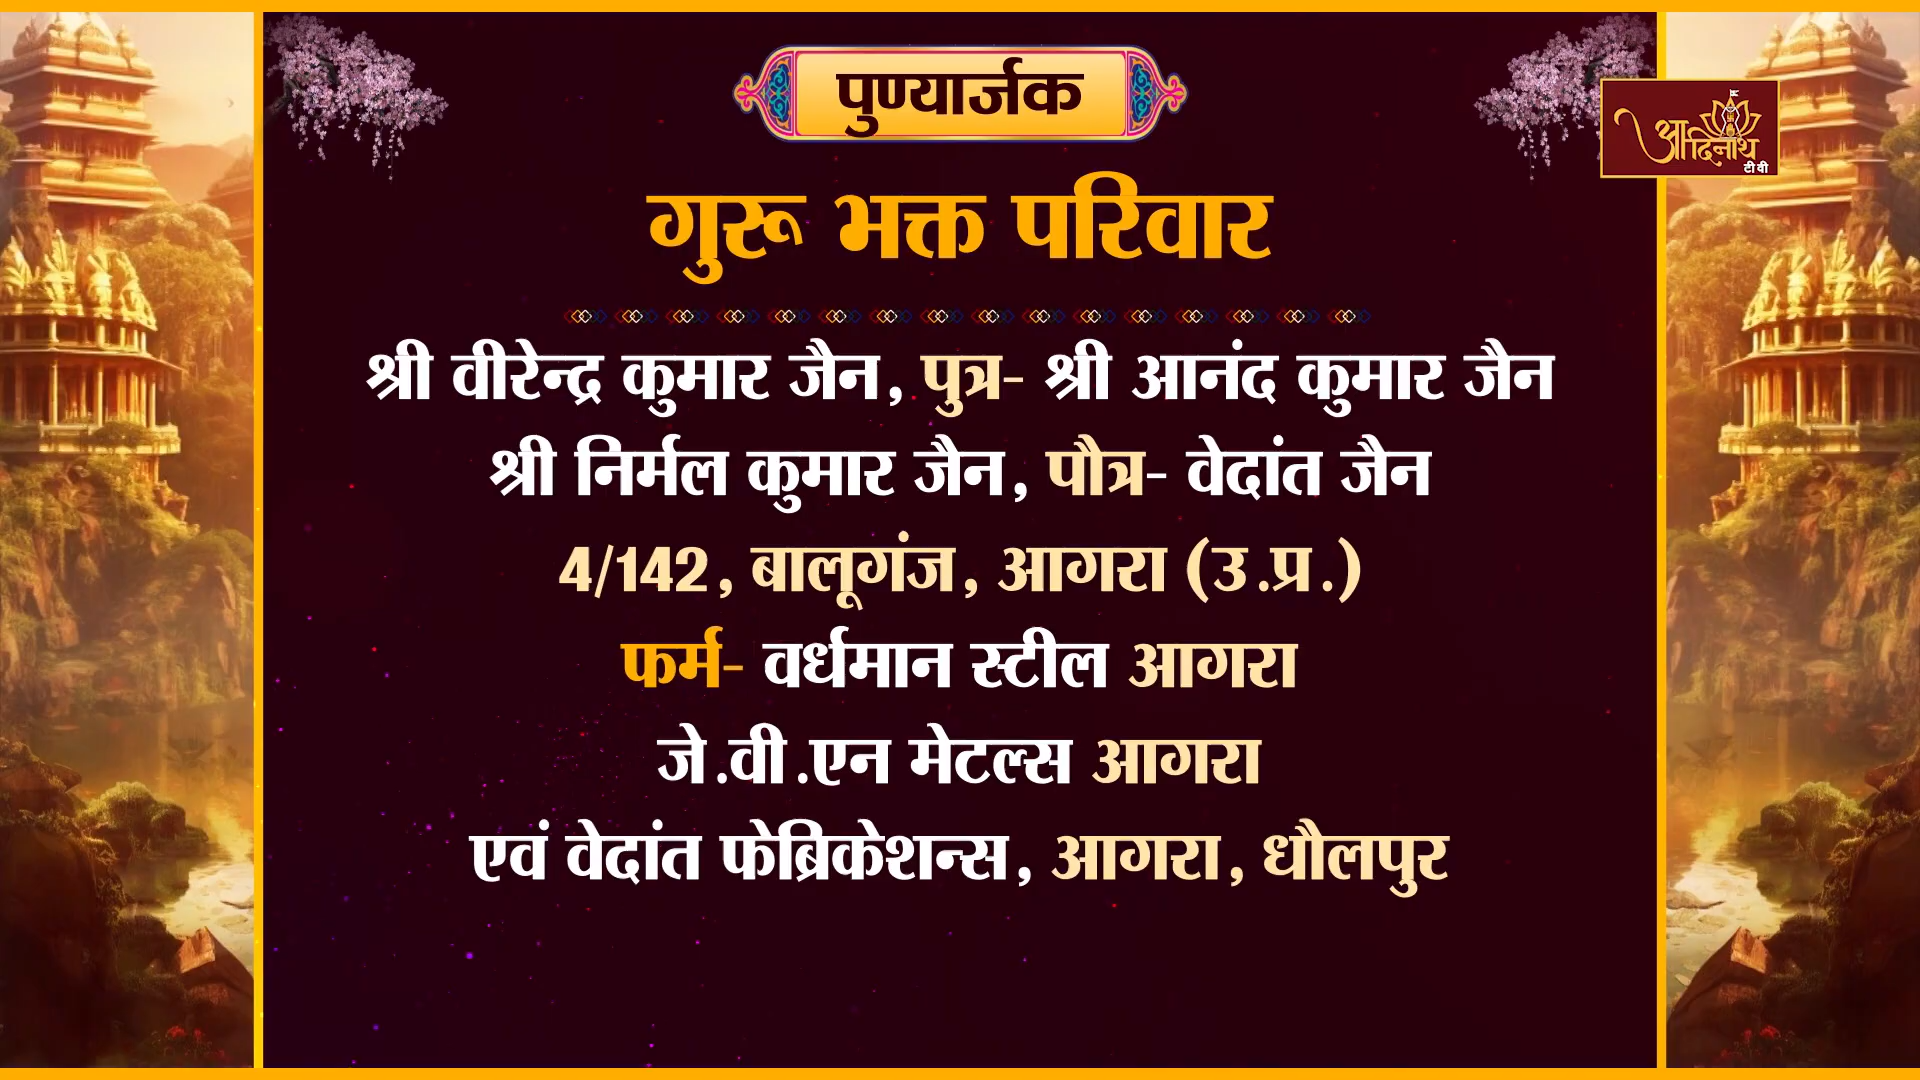 पुण्यार्जक
आदिनाथ
टी वी
गुरू भक्त परिवार
श्री वीरेन्द्र कुमार जैन, पुत्र- श्री आनंद कुमार जैन
श्री निर्मल कुमार जैन, पौत्र- वेदांत जैन
4/142, बालूगंज, आगरा (उ.प्र.)
फर्म- वर्धमान स्टील आगरा
जे.वी.एन मेटल्स आगरा
एवं वेदांत फेब्रिकेशन्स, आगरा, धौलपुर